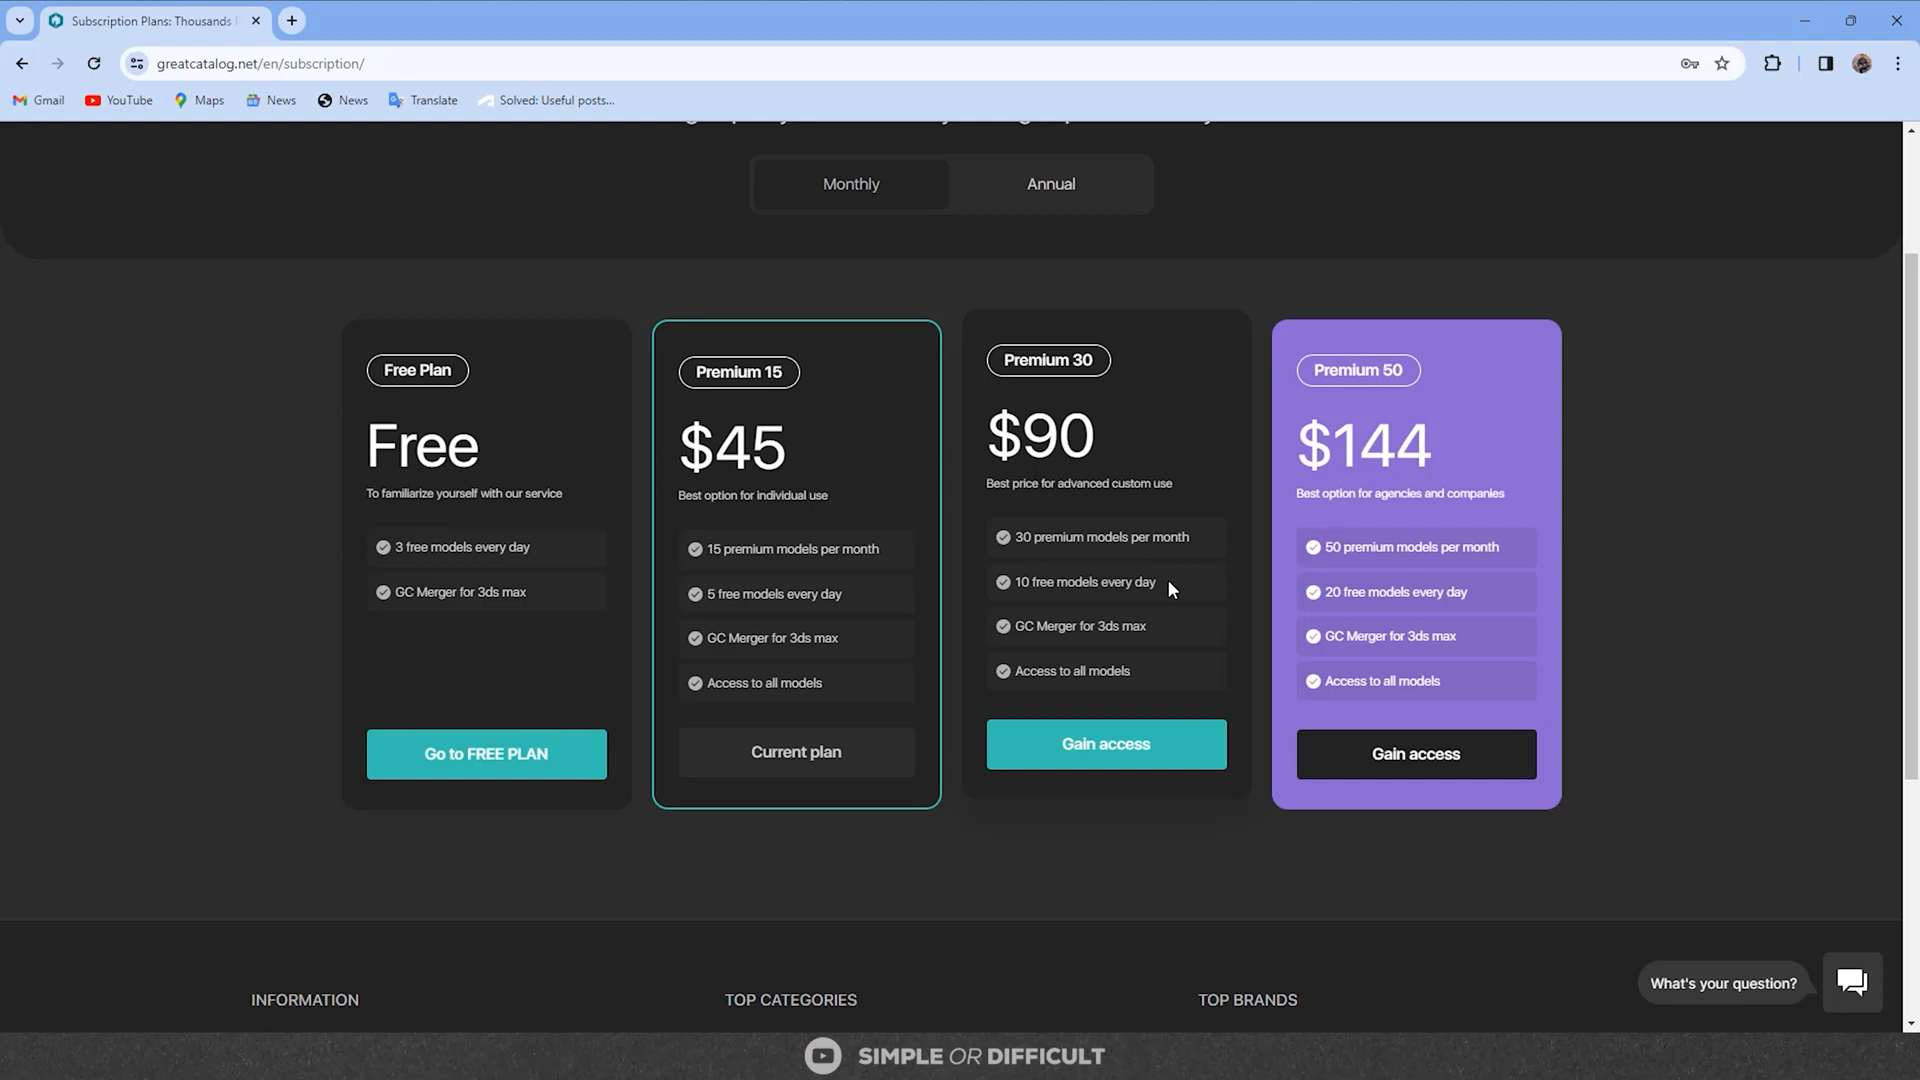 Subscription Plans: Thousands
greatcatalog.net/en/subscription/
Gmail
YouTube
Maps
News
News
Translate
Solved: Useful posts...
Monthly
Annual
Free Plan
Free
To familiarize yourself with our service
3 free models every day
GC Merger for 3ds max
Go to FREE PLAN
Premium 15
$45
Best option for individual use
15 premium models per month
5 free models every day
GC Merger for 3ds max
Access to all models
Current plan
Premium 30
$90
Best price for advanced custom use
30 premium models per month
10 free models every day
GC Merger for 3ds max
Access to all models
Gain access
Premium 50
$144
Best option for agencies and companies
50 premium models per month
20 free models every day
GC Merger for 3ds max
Access to all models
Gain access
INFORMATION
TOP CATEGORIES
TOP BRANDS
What's your question?
SIMPLE OR DIFFICULT